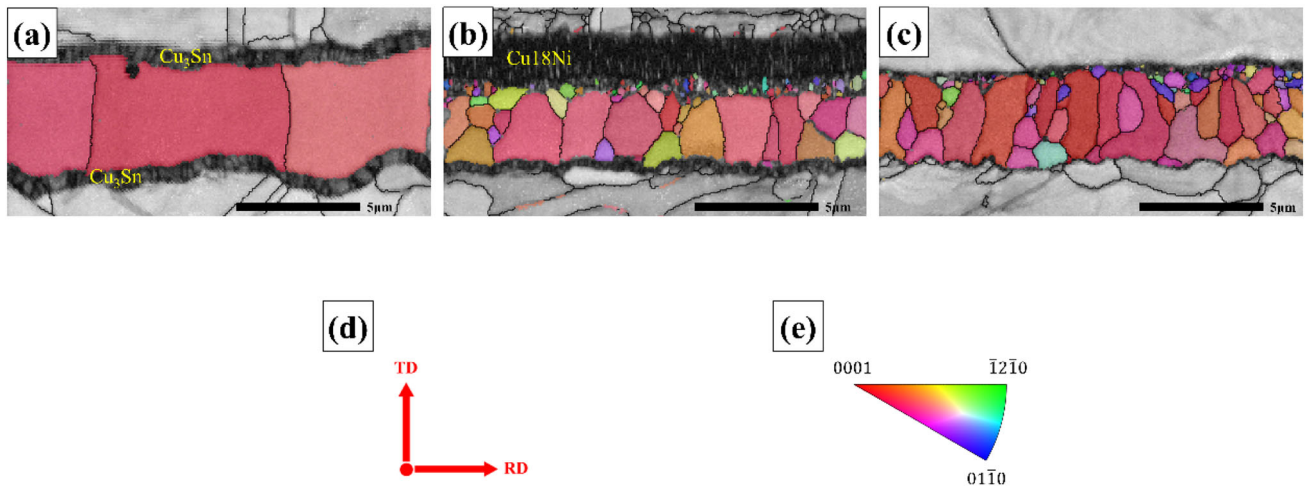 (a)
Cu₃Sn
Cu₃Sn
5μm
(b)
Cu18Ni
5μm
(c)
5μm
(d)
TD
RD
(e)
0001
1̅21̅0
011̅0